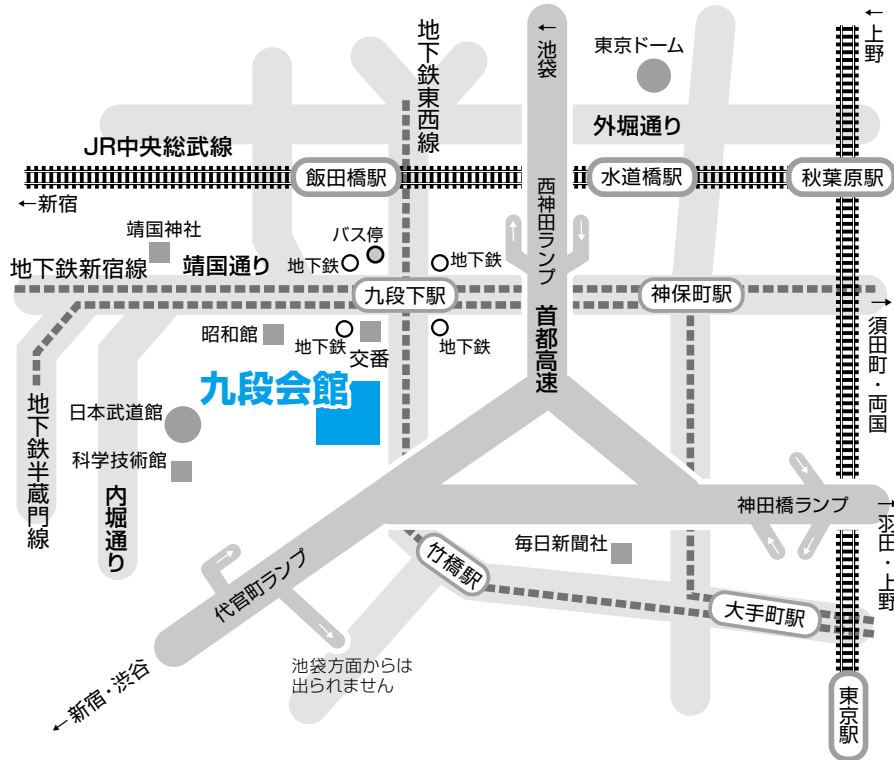 ←上野
←池袋
東京ドーム
地下鉄東西線
外堀通り
JR中央総武線
飯田橋駅
水道橋駅
秋葉原駅
←新宿
西神田ランプ
靖国神社
バス停
地下鉄新宿線
靖国通り
地下鉄
地下鉄
九段下駅
神保町駅
首都高速
→須田町・両国
昭和館
地下鉄
交番
地下鉄
九段会館
日本武道館
科学技術館
地下鉄半蔵門線
内堀通り
神田橋ランプ
→羽田・上野
毎日新聞社
竹橋駅
代官町ランプ
大手町駅
池袋方面からは
出られません
←新宿・渋谷
東京駅